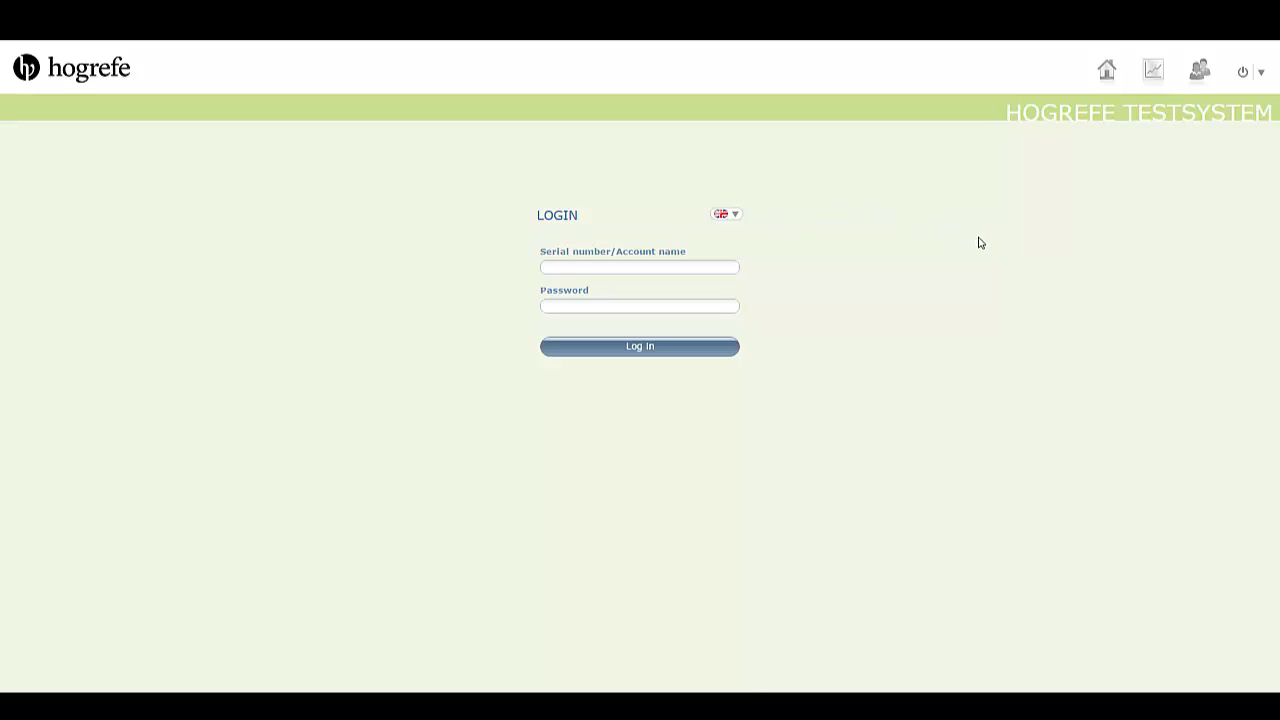 hogrefe
HOGREFE TESTSYSTEM
LOGIN
Serial number/Account name
Password
Log In